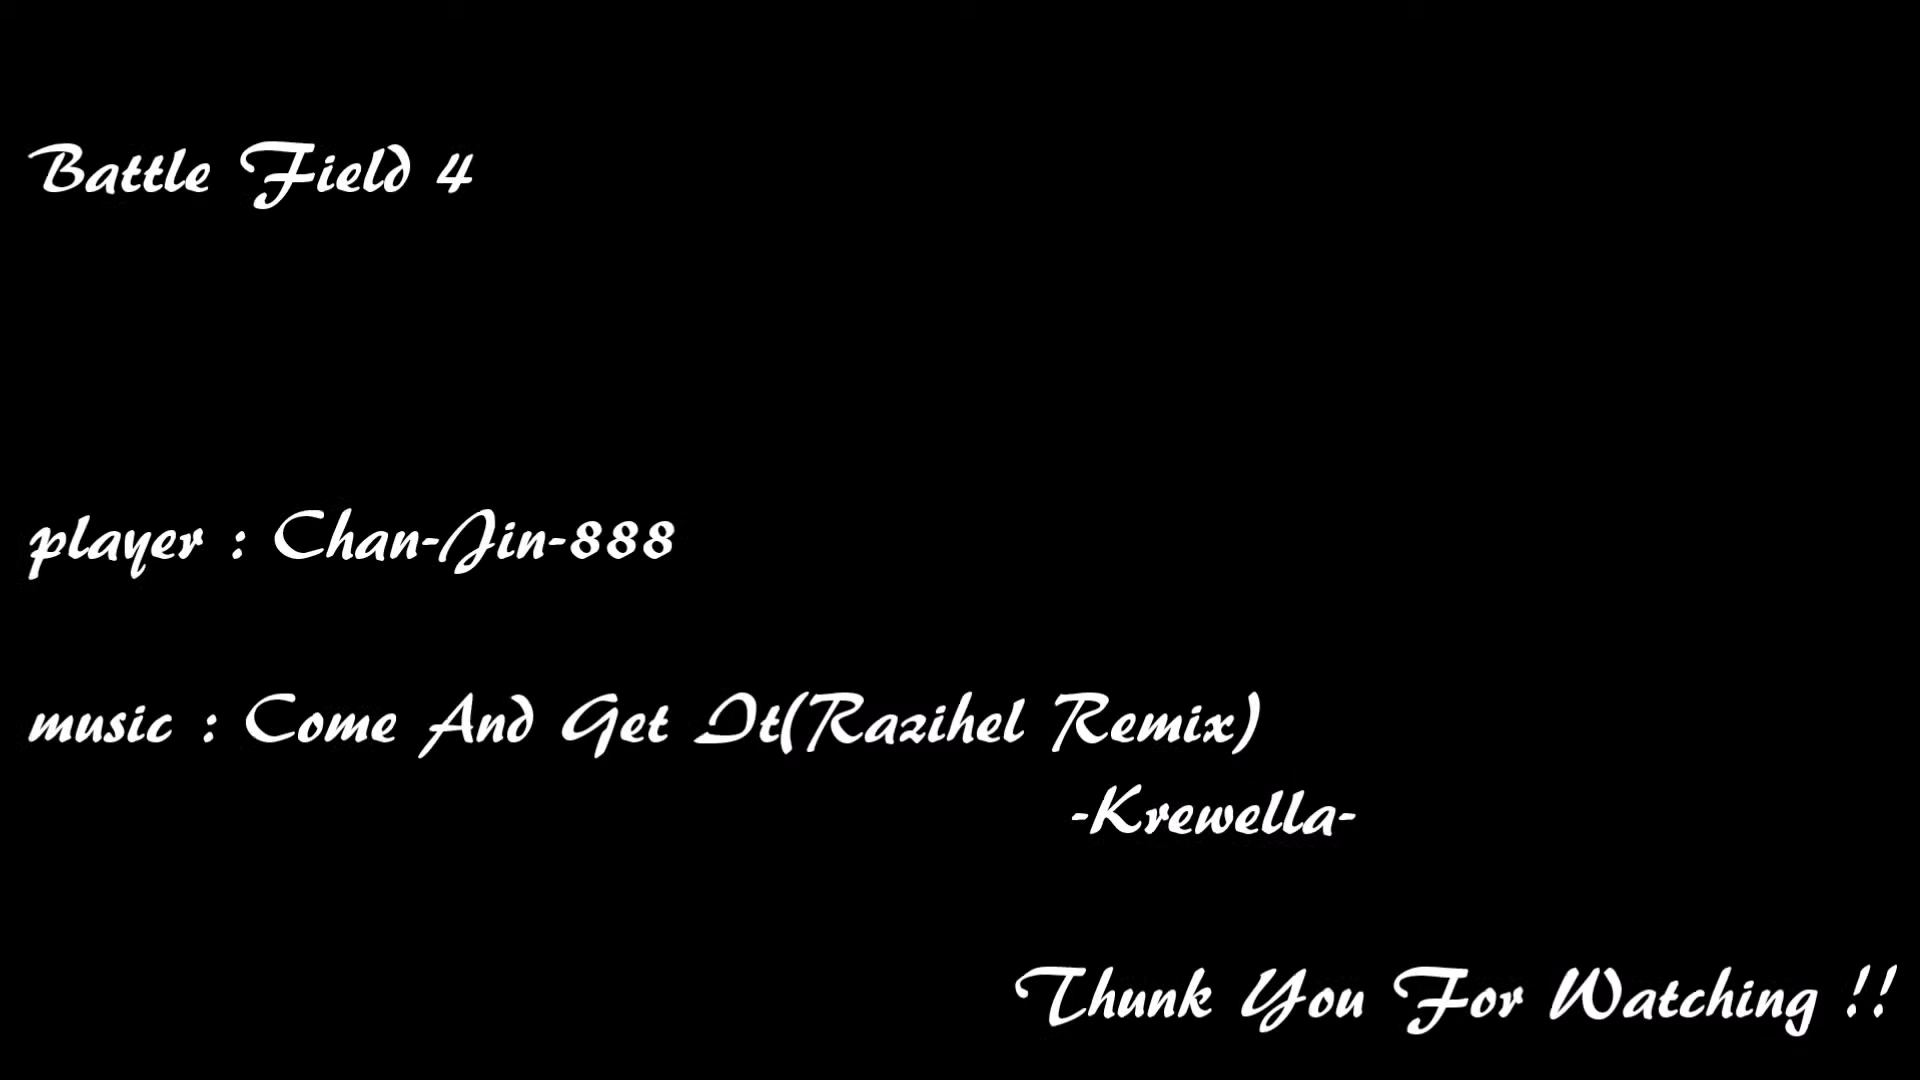 Battle Field 4
player : Chan-Jin-888
music : Come And Get It(Razihel Remix)
-Krewella-
Thunk You For Watching !!